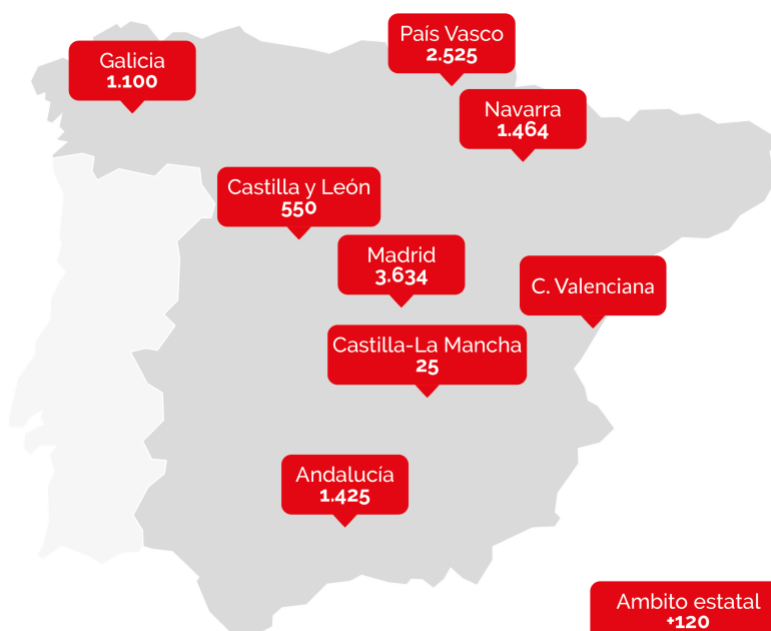 Galicia
1.100
País Vasco
2.525
Navarra
1.464
Castilla y León
550
Madrid
3.634
C. Valenciana
Castilla-La Mancha
25
Andalucía
1.425
Ambito estatal
+120